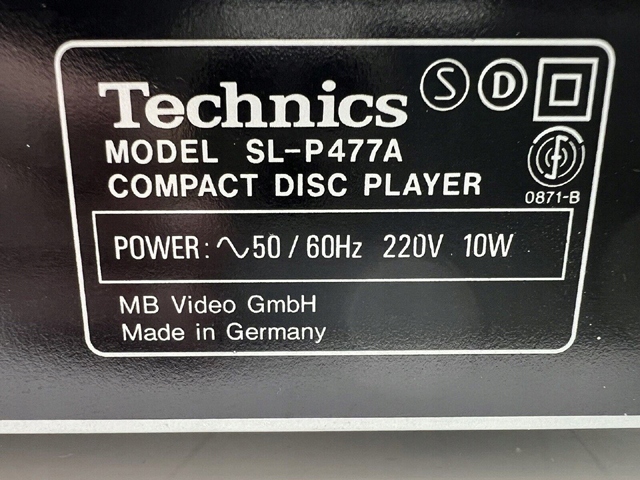 Technics S D
MODEL SL-P477A
COMPACT DISC PLAYER
0871-B
POWER: ∿50/60Hz 220V 10W
MB Video GmbH
Made in Germany